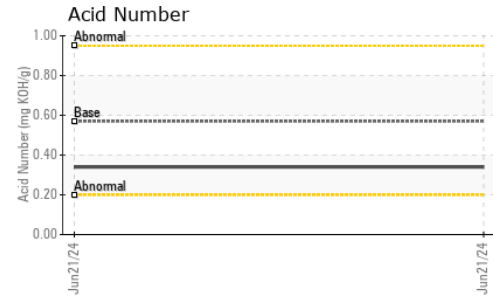 Acid Number
Acid Number (mg KOH/g)
1.00
0.80
0.60
0.40
0.20
0.00
Abnormal
Base
Abnormal
Jun21/24
Jun21/24